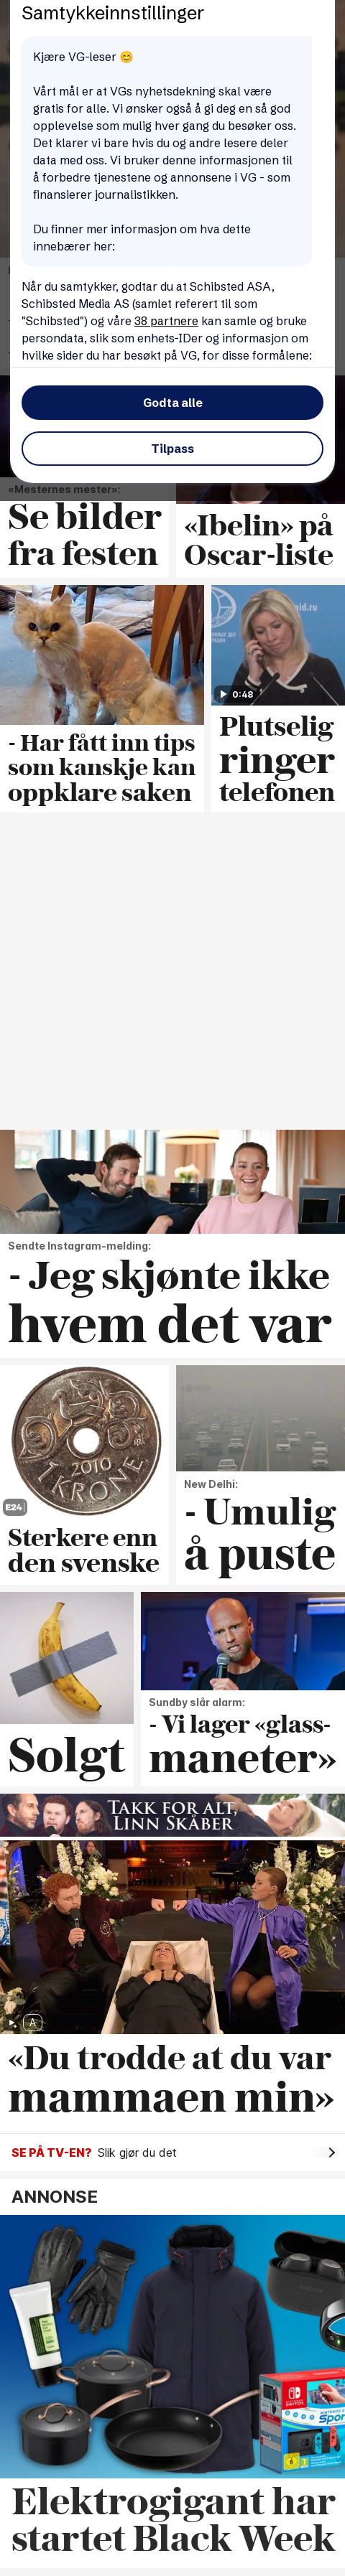 Samtykkeinnstillinger
Kjære VG-leser 😊
Vårt mål er at VGs nyhetsdekning skal være
gratis for alle. Vi ønsker også å gi deg en så god
opplevelse som mulig hver gang du besøker oss.
Det klarer vi bare hvis du og andre lesere deler
data med oss. Vi bruker denne informasjonen til
å forbedre tjenestene og annonsene i VG - som
finansierer journalistikken.
Du finner mer informasjon om hva dette
innebærer her:
Når du samtykker, godtar du at Schibsted ASA,
Schibsted Media AS (samlet referert til som
"Schibsted") og våre 38 partnere kan samle og bruke
persondata, slik som enhets-IDer og informasjon om
hvilke sider du har besøkt på VG, for disse formålene:
Godta alle
Tilpass
«Mesternes mester»:
Se bilder
fra festen
«Ibelin» på
Oscar-liste
- Har fått inn tips
som kanskje kan
oppklare saken
id.ru
0:48
Plutselig
ringer
telefonen
Sendte Instagram-melding:
- Jeg skjønte ikke
hvem det var
2010
1 KRONE
E24
Sterkere enn
den svenske
New Delhi:
- Umulig
å puste
Solgt
Sundby slår alarm:
- Vi lager «glass-
maneter»
TAKK FOR ALT,
LINN SKÅBER
A
«Du trodde at du var
mammaen min»
SE PÅ TV-EN? Slik gjør du det
ANNONSE
Elektrogigant har
startet Black Week